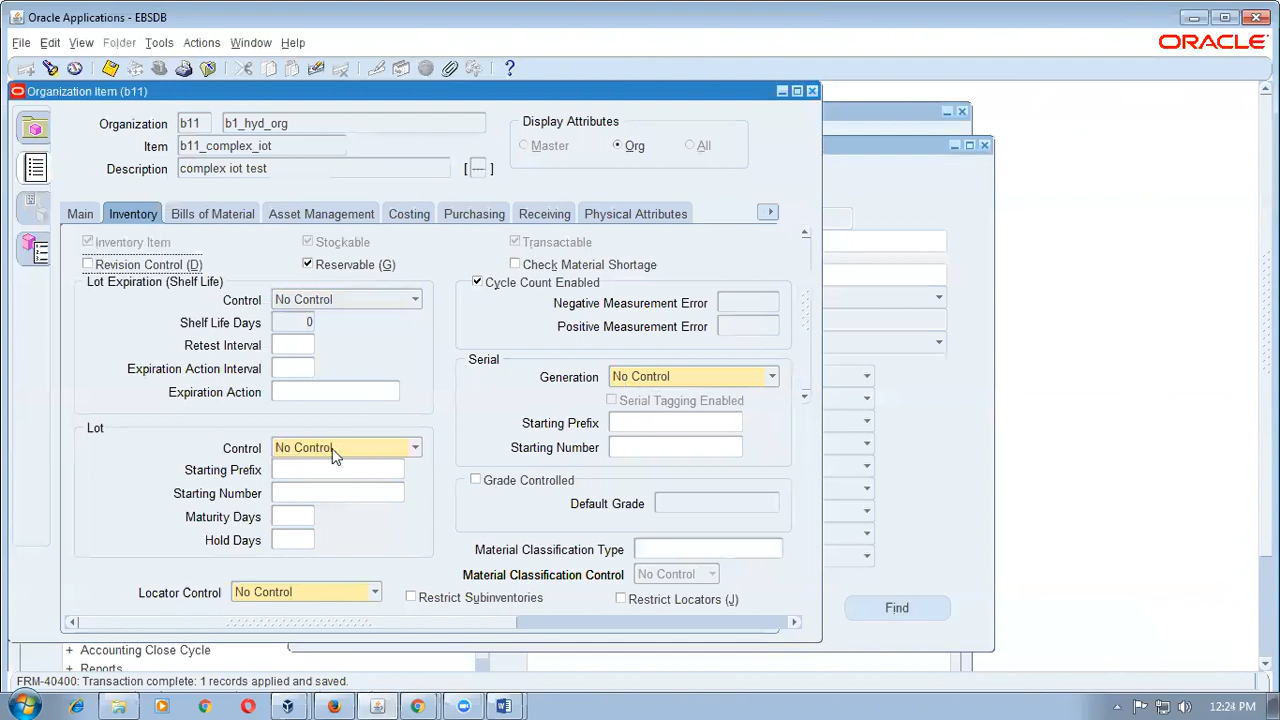 Oracle Applications - EBSDB
File Edit View Folder Tools Actions Window Help
ORACLE
Organization Item (b11)
Organization b11 b1_hyd_org
Display Attributes
Item b11_complex_iot
Master Org All
Description complex iot test [ ]
Main Inventory Bills of Material Asset Management Costing Purchasing Receiving Physical Attributes
Inventory Item Stockable Transactable
Revision Control (D) Reservable (G) Check Material Shortage
Lot Expiration (Shelf Life) Cycle Count Enabled
Control No Control
Negative Measurement Error
Shelf Life Days 0
Positive Measurement Error
Retest Interval
Expiration Action Interval
Serial
Generation No Control
Expiration Action
Serial Tagging Enabled
Starting Prefix
Lot
Control No Control
Starting Number
Starting Prefix
Grade Controlled
Starting Number
Default Grade
Maturity Days
Hold Days
Material Classification Type
Material Classification Control No Control
Locator Control No Control Restrict Subinventories Restrict Locators (J)
Find
+ Accounting Close Cycle
+ Reports
FRM-40400: Transaction complete: 1 records applied and saved.
12:24 PM